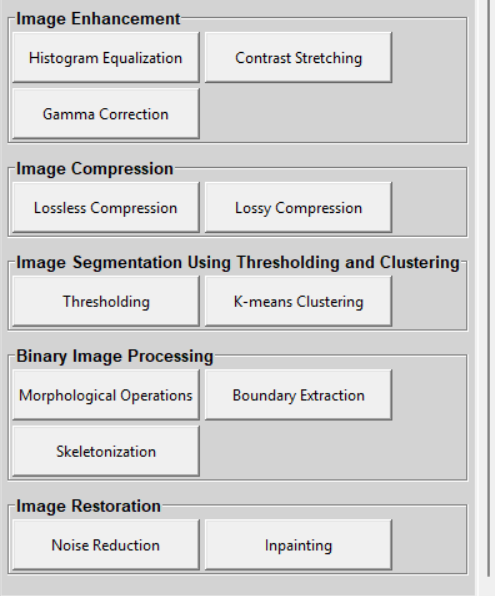 Image Enhancement
Histogram Equalization Contrast Stretching
Gamma Correction
Image Compression
Lossless Compression Lossy Compression
Image Segmentation Using Thresholding and Clustering
Thresholding K-means Clustering
Binary Image Processing
Morphological Operations Boundary Extraction
Skeletonization
Image Restoration
Noise Reduction Inpainting